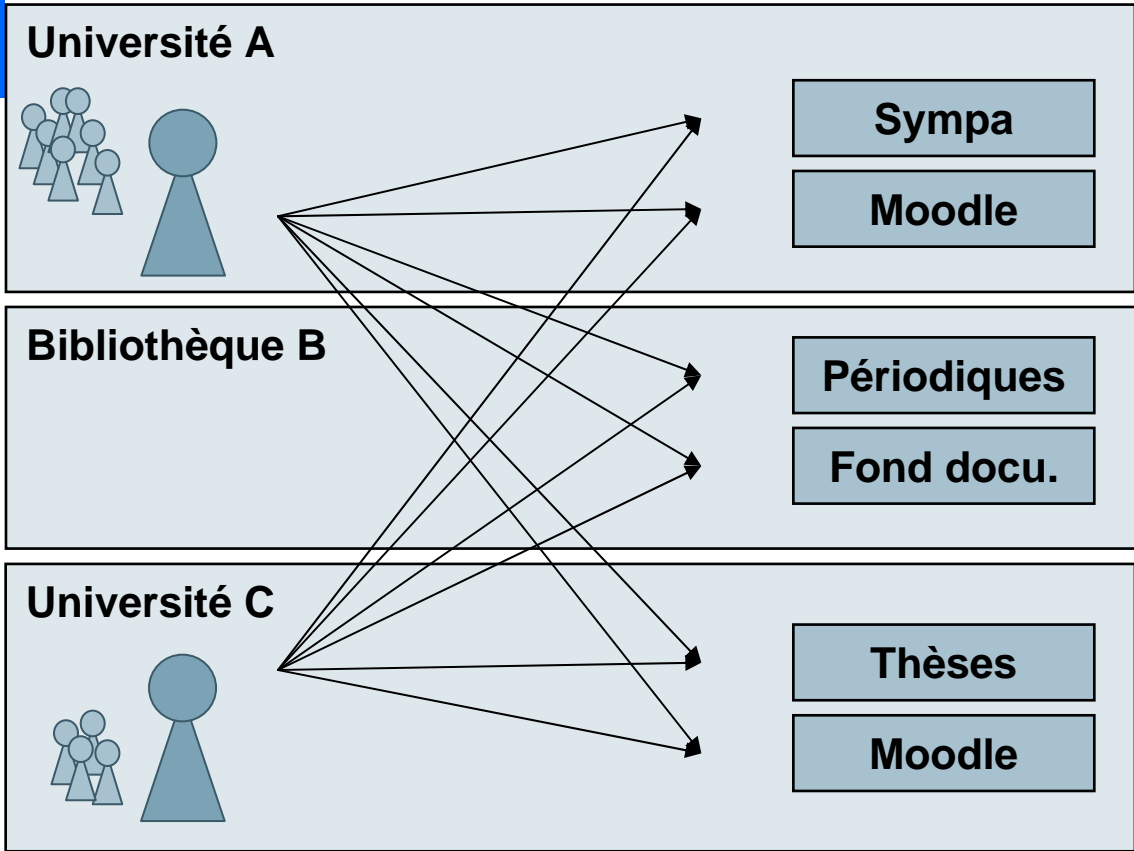 Université A
Sympa
Moodle
Bibliothèque B
Périodiques
Fond docu.
Université C
Thèses
Moodle